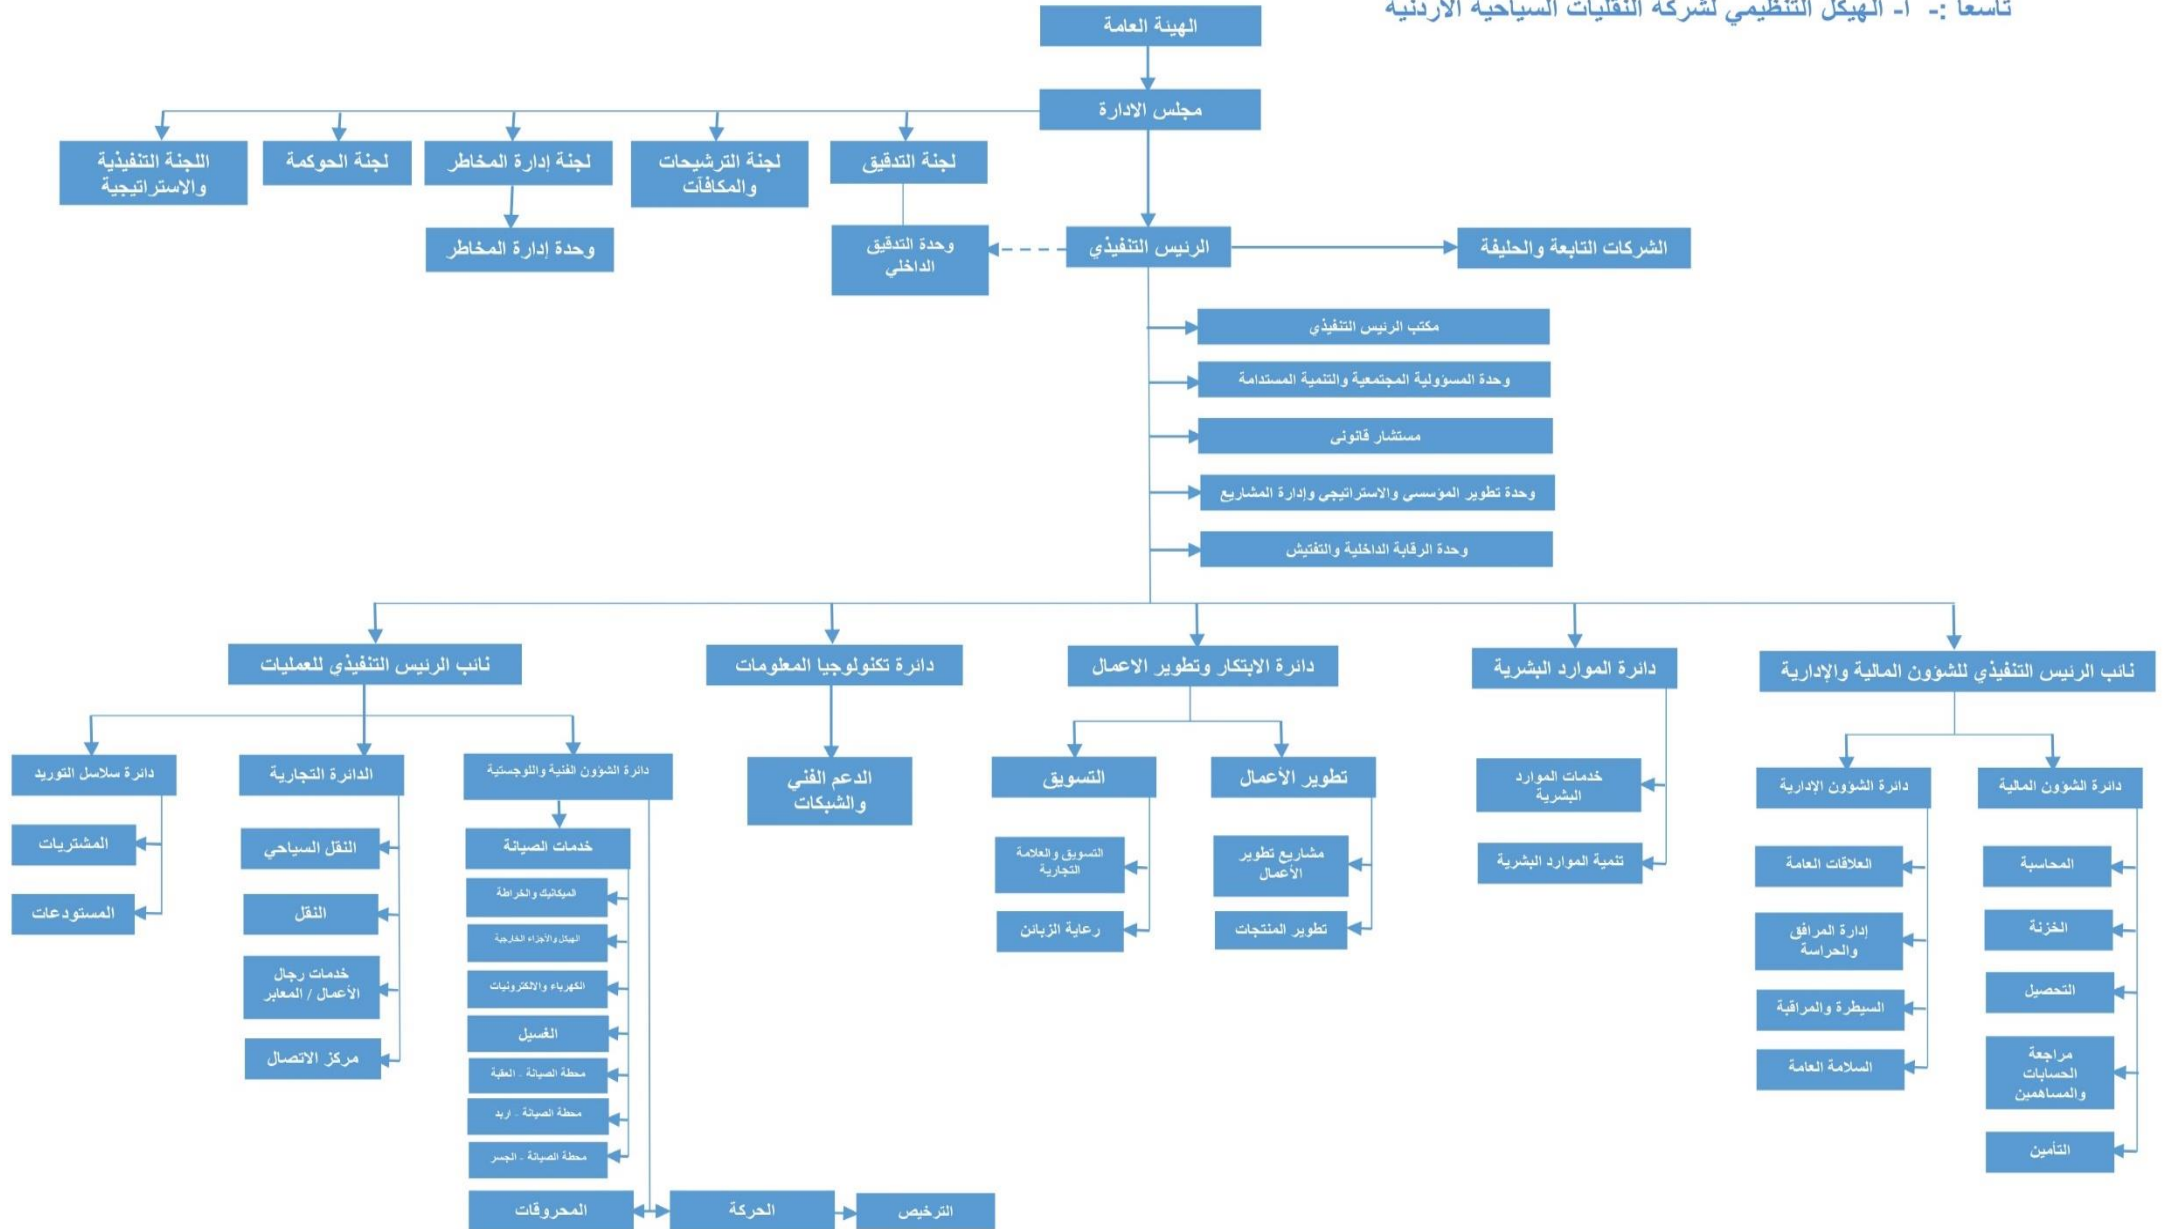 تاسعا :- أ- الهيكل التنظيمي لشركة النقليات السياحية الاردنية
الهيئة العامة
مجلس الادارة
لجنة التدقيق
لجنة الترشيحات
والمكافآت
لجنة إدارة المخاطر
لجنة الحوكمة
اللجنة التنفيذية
والاستراتيجية
الشركات التابعة والحليفة
الرئيس التنفيذي
وحدة التدقيق
الداخلي
وحدة إدارة المخاطر
مكتب الرئيس التنفيذي
وحدة المسؤولية المجتمعية والتنمية المستدامة
مستشار قانونى
وحدة تطوير المؤسسي والاستراتيجي وإدارة المشاريع
وحدة الرقابة الداخلية والتفتيش
نائب الرئيس التنفيذي للشؤون المالية والإدارية
دائرة الموارد البشرية
دائرة الابتكار وتطوير الاعمال
دائرة تكنولوجيا المعلومات
نائب الرئيس التنفيذي للعمليات
دائرة الشؤون المالية
المحاسبة
الخزنة
التحصيل
مراجعة
الحسابات
والمساهمين
التأمين
دائرة الشؤون الإدارية
العلاقات العامة
إدارة المرافق
والحراسة
السيطرة والمراقبة
السلامة العامة
خدمات الموارد
البشرية
تنمية الموارد البشرية
تطوير الأعمال
مشاريع تطوير
الأعمال
تطوير المنتجات
التسويق
التسويق والعلامة
التجارية
رعاية الزبائن
الدعم الفني
والشبكات
دائرة الشؤون الفنية واللوجستية
خدمات الصيانة
الميكانيك والخراطة
الهيكل والأجزاء الخارجية
الكهرباء والالكترونيات
الغسيل
محطة الصيانة - العقبة
محطة الصيانة - اربد
محطة الصيانة - الجسر
الترخيص
الحركة
المحروقات
الدائرة التجارية
النقل السياحي
النقل
خدمات رجال
الأعمال / المعابر
مركز الاتصال
دائرة سلاسل التوريد
المشتريات
المستودعات